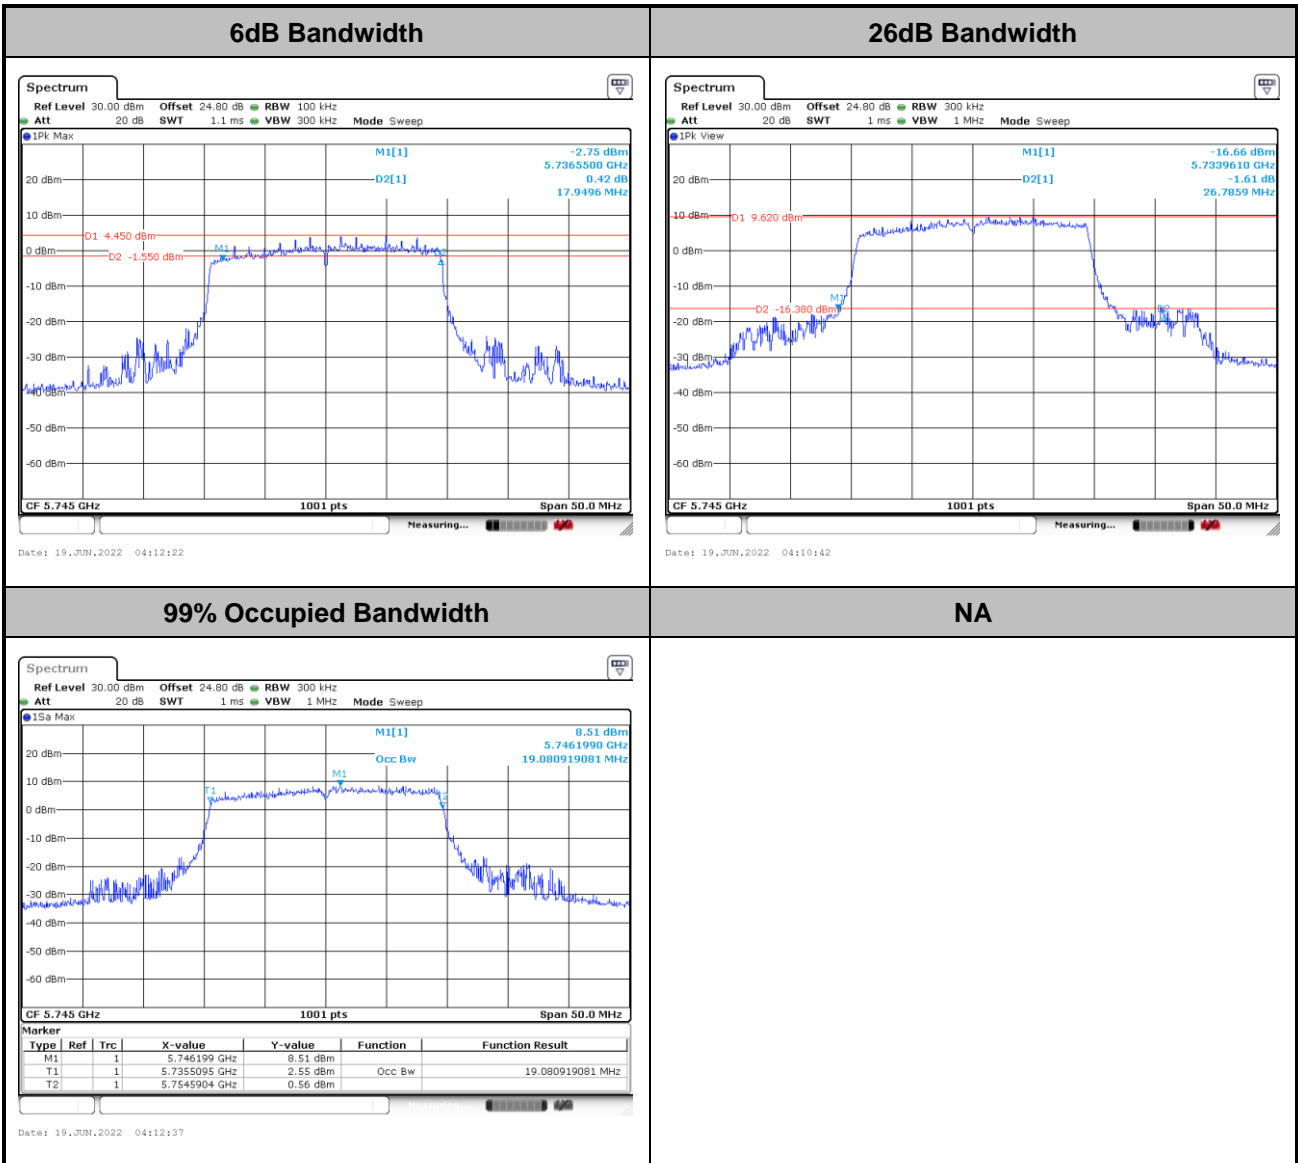 6dB Bandwidth
26dB Bandwidth
Spectrum
Ref Level 30.00 dBm Offset 24.80 dB RBW 100 kHz
Att 20 dB SWT 1.1 ms VBW 300 kHz Mode Sweep
1Pk Max
M1[1] -2.75 dBm
5.7365500 GHz
D2[1] 0.42 dB
17.9496 MHz
20 dBm
10 dBm
D1 4.450 dBm
0 dBm
M1
D2 -1.550 dBm
-10 dBm
-20 dBm
-30 dBm
-40 dBm
-50 dBm
-60 dBm
CF 5.745 GHz 1001 pts Span 50.0 MHz
Measuring...
Date: 19.JUN.2022 04:12:22
Spectrum
Ref Level 30.00 dBm Offset 24.80 dB RBW 300 kHz
Att 20 dB SWT 1 ms VBW 1 MHz Mode Sweep
1Pk View
M1[1] -16.66 dBm
5.7339610 GHz
D2[1] -1.61 dB
26.7859 MHz
20 dBm
10 dBm
D1 9.620 dBm
0 dBm
-10 dBm
M1
D2 -16.380 dBm
-20 dBm
-30 dBm
-40 dBm
-50 dBm
-60 dBm
CF 5.745 GHz 1001 pts Span 50.0 MHz
Measuring...
Date: 19.JUN.2022 04:10:42
99% Occupied Bandwidth
NA
Spectrum
Ref Level 30.00 dBm Offset 24.80 dB RBW 300 kHz
Att 20 dB SWT 1 ms VBW 1 MHz Mode Sweep
1Sa Max
M1[1] 8.51 dBm
5.7461990 GHz
Occ Bw 19.080919081 MHz
20 dBm
M1
10 dBm
T1
0 dBm
-10 dBm
-20 dBm
-30 dBm
-40 dBm
-50 dBm
-60 dBm
CF 5.745 GHz 1001 pts Span 50.0 MHz
Marker
Type Ref Trc X-value Y-value Function Function Result
M1 1 5.746199 GHz 8.51 dBm
T1 1 5.7355095 GHz 2.55 dBm Occ Bw 19.080919081 MHz
T2 1 5.7545904 GHz 0.56 dBm
Measuring...
Date: 19.JUN.2022 04:12:37